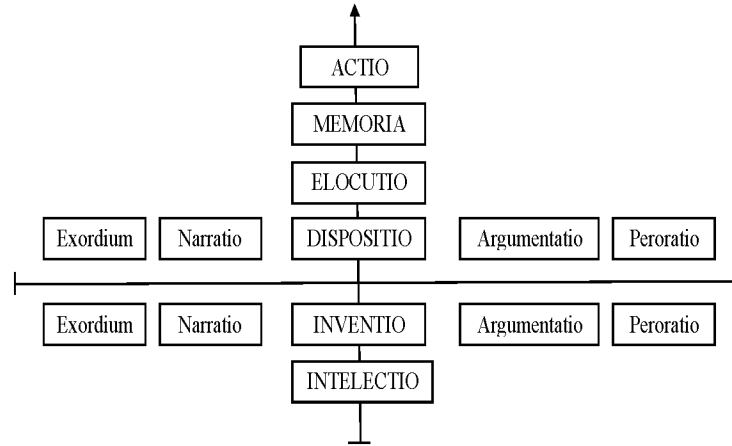 ACTIO
MEMORIA
ELOCUTIO
Exordium Narratio DISPOSITIO Argumentatio Peroratio
Exordium Narratio INVENTIO Argumentatio Peroratio
INTELECTIO